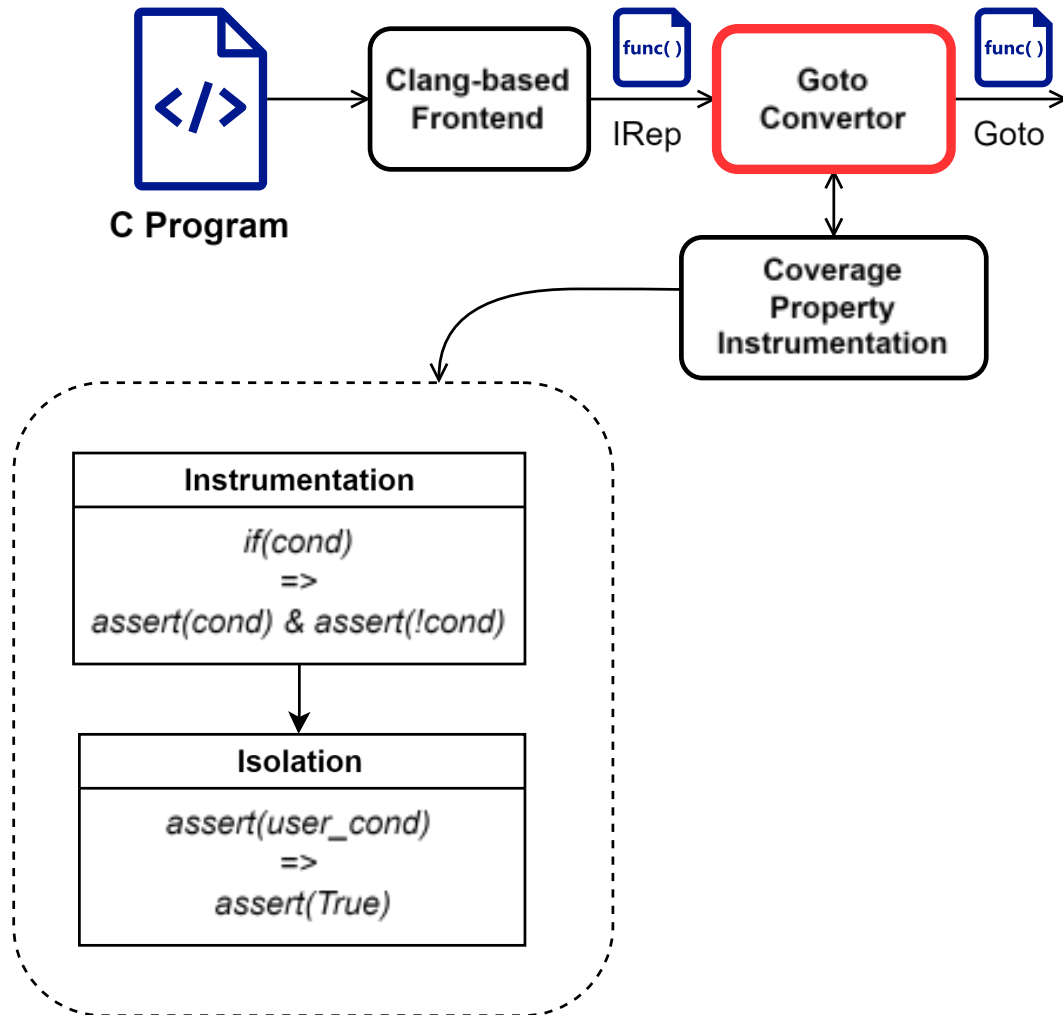 </>
C Program
Clang-based
Frontend
func( )
IRep
Goto
Convertor
func( )
Goto
Coverage
Property
Instrumentation
Instrumentation
if(cond)
=>
assert(cond) & assert(!cond)
Isolation
assert(user_cond)
=>
assert(True)